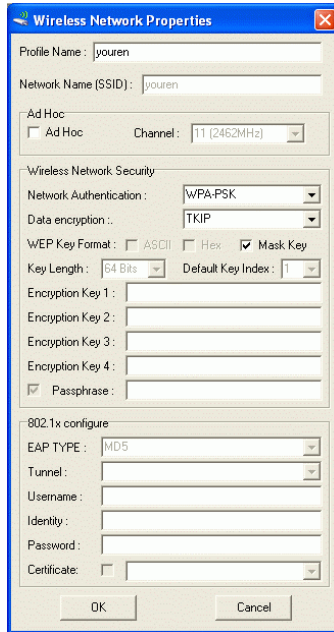 Wireless Network Properties
Profile Name : youren
Network Name (SSID) : youren
Ad Hoc
Ad Hoc Channel : 11 (2462MHz)
Wireless Network Security
Network Authentication : WPA-PSK
Data encryption :. TKIP
WEP Key Format : ASCII Hex Mask Key
Key Length : 64 Bits Default Key Index : 1
Encryption Key 1 :
Encryption Key 2 :
Encryption Key 3 :
Encryption Key 4 :
Passphrase :
802.1x configure
EAP TYPE : MD5
Tunnel :
Username :
Identity :
Password :
Certificate:
OK Cancel